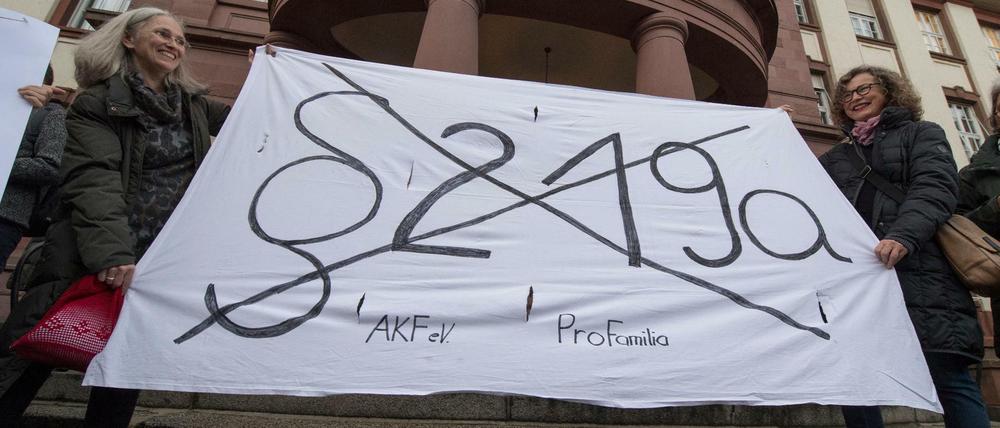 §219a
AKF e.V.
ProFamilia